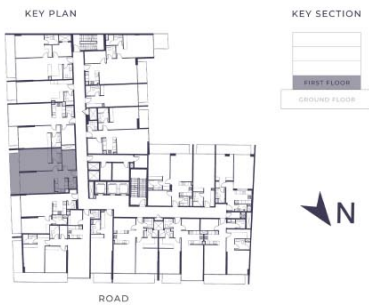 KEY PLAN
KEY SECTION
FIRST FLOOR
GROUND FLOOR
N
ROAD